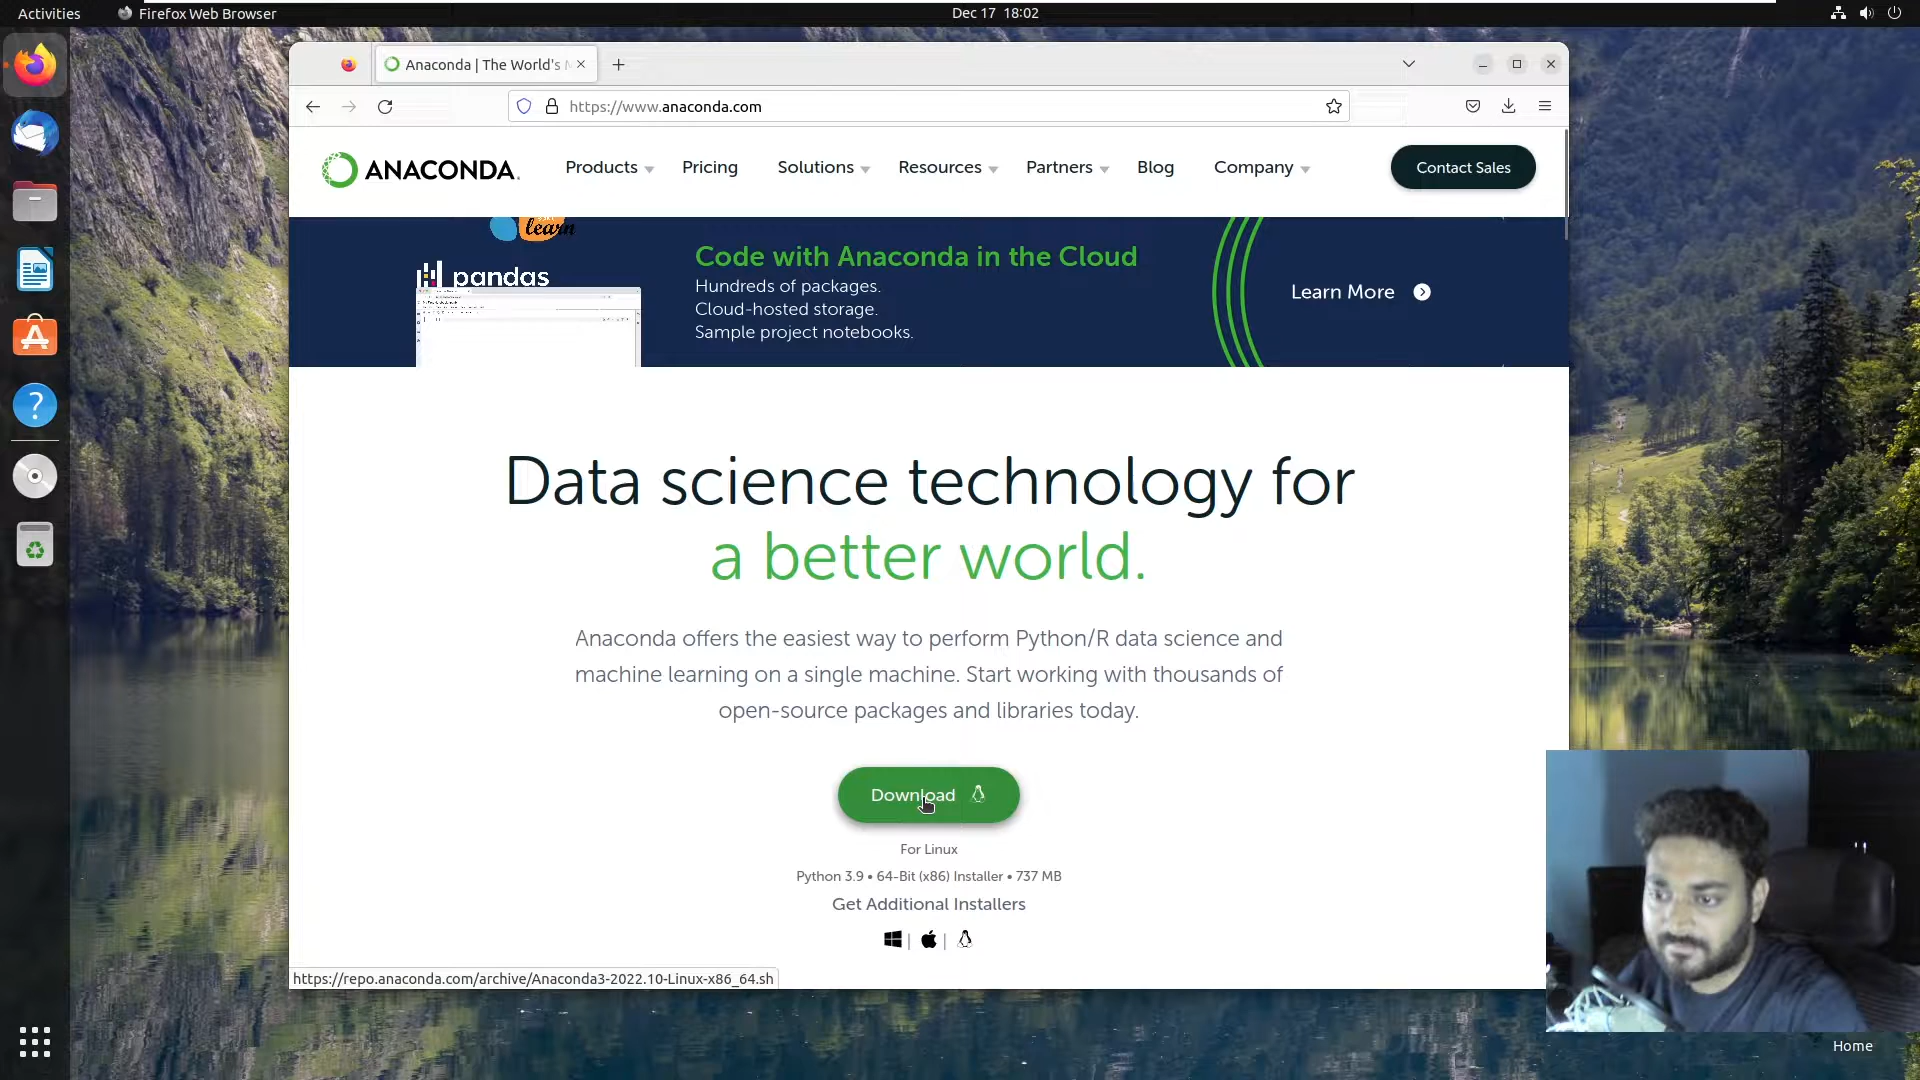 Activities
Firefox Web Browser
Dec 17 18:02
Anaconda | The World's
https://www.anaconda.com
ANACONDA.
Products
Pricing
Solutions
Resources
Partners
Blog
Company
Contact Sales
learn
pandas
Code with Anaconda in the Cloud
Hundreds of packages.
Cloud-hosted storage.
Sample project notebooks.
Learn More
Data science technology for
a better world.
Anaconda offers the easiest way to perform Python/R data science and
machine learning on a single machine. Start working with thousands of
open-source packages and libraries today.
Download
For Linux
Python 3.9 • 64-Bit (x86) Installer • 737 MB
Get Additional Installers
https://repo.anaconda.com/archive/Anaconda3-2022.10-Linux-x86_64.sh
Home